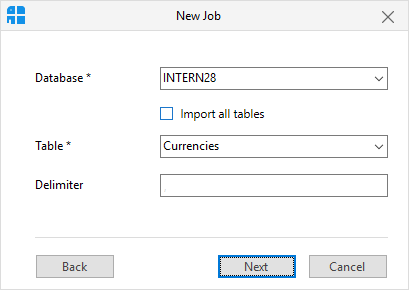 New Job
Database *
INTERN28
Import all tables
Table *
Currencies
Delimiter
Back
Next
Cancel